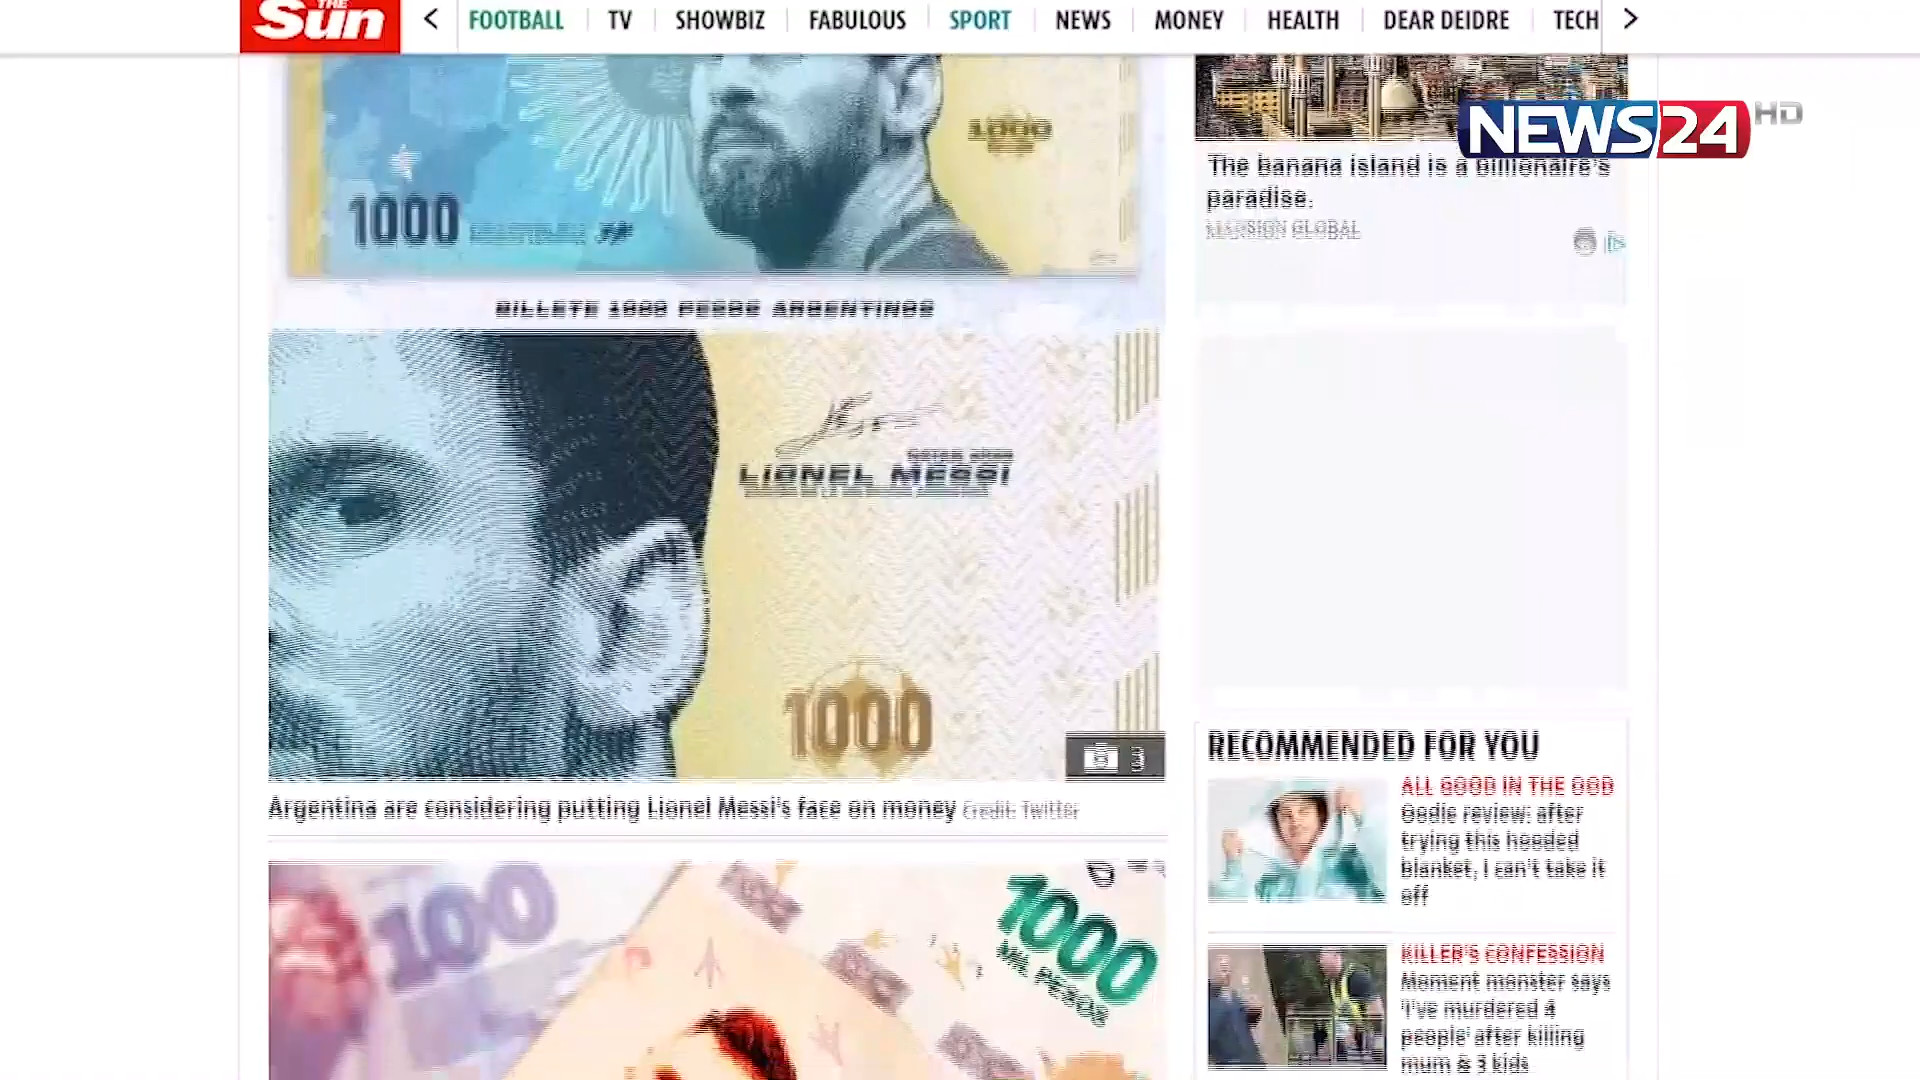 THE
Sun
FOOTBALL
TV
SHOWBIZ
FABULOUS
SPORT
NEWS
MONEY
HEALTH
DEAR DEIDRE
TECH
NEWS24 HD
1000
1000
BILLETE 1000 PESOS ARGENTINOS
The banana island is a billionaire's
paradise.
MANSION GLOBAL
LIONEL MESSI
1000
3
Argentina are considering putting Lionel Messi's face on money Credit: Twitter
100
1000
MIL PESOS
RECOMMENDED FOR YOU
ALL GOOD IN THE OOD
Oodie review: after
trying this hooded
blanket, I can't take it
off
KILLER'S CONFESSION
Moment monster says
'I've murdered 4
people' after killing
mum & 3 kids